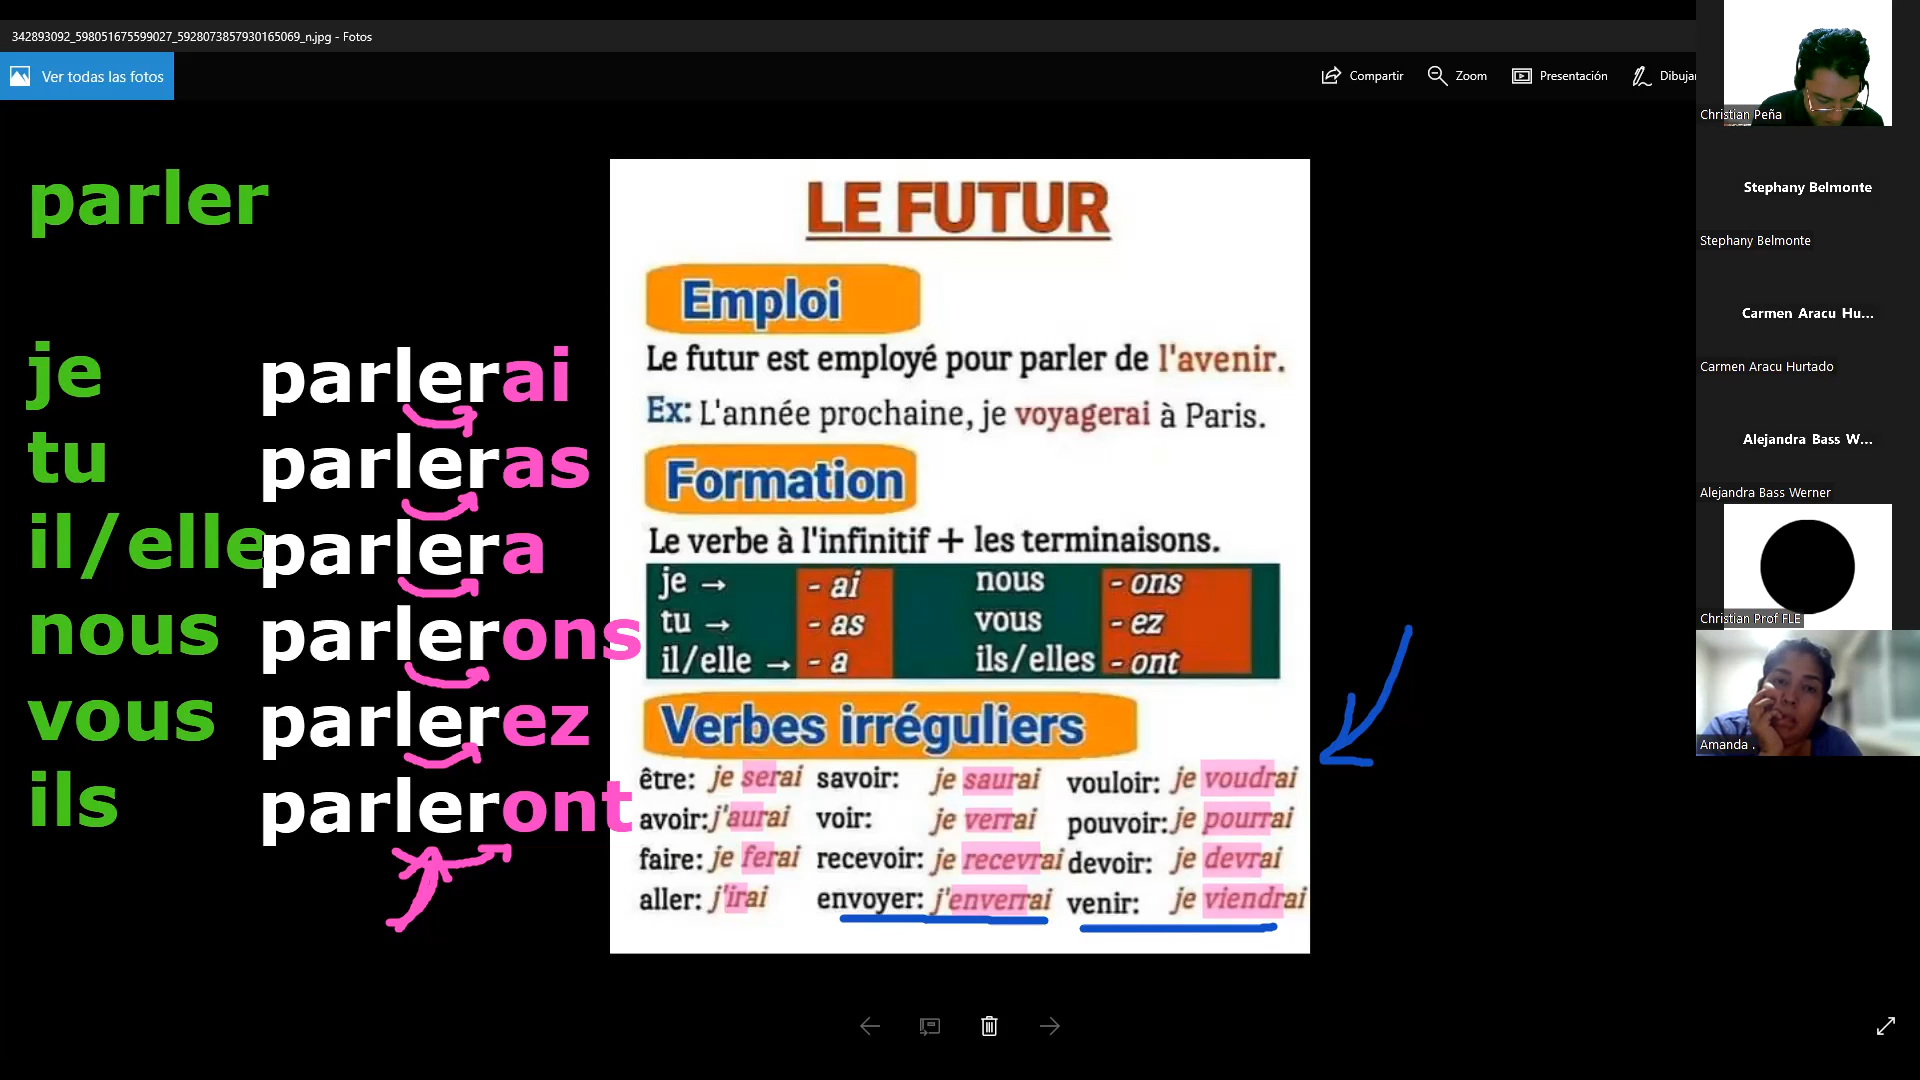 342893092_598051675599027_5928073857930165069_n.jpg - Fotos
Ver todas las fotos
Compartir
Zoom
Presentación
Dibujar
parler
je parlerai
tu parleras
il/elle parlera
nous parlerons
vous parlerez
ils parleront
LE FUTUR
Emploi
Le futur est employé pour parler de l'avenir.
Ex: L'année prochaine, je voyagerai à Paris.
Formation
Le verbe à l'infinitif + les terminaisons.
je → - ai nous - ons
tu → - as vous - ez
il/elle → - a ils/elles - ont
Verbes irréguliers
être: je serai savoir: je saurai vouloir: je voudrai
avoir: j'aurai voir: je verrai pouvoir: je pourrai
faire: je ferai recevoir: je recevrai devoir: je devrai
aller: j'irai envoyer: j'enverrai venir: je viendrai
Christian Peña
Stephany Belmonte
Stephany Belmonte
Carmen Aracu Hu...
Carmen Aracu Hurtado
Alejandra Bass W...
Alejandra Bass Werner
Christian Prof FLE
Amanda .